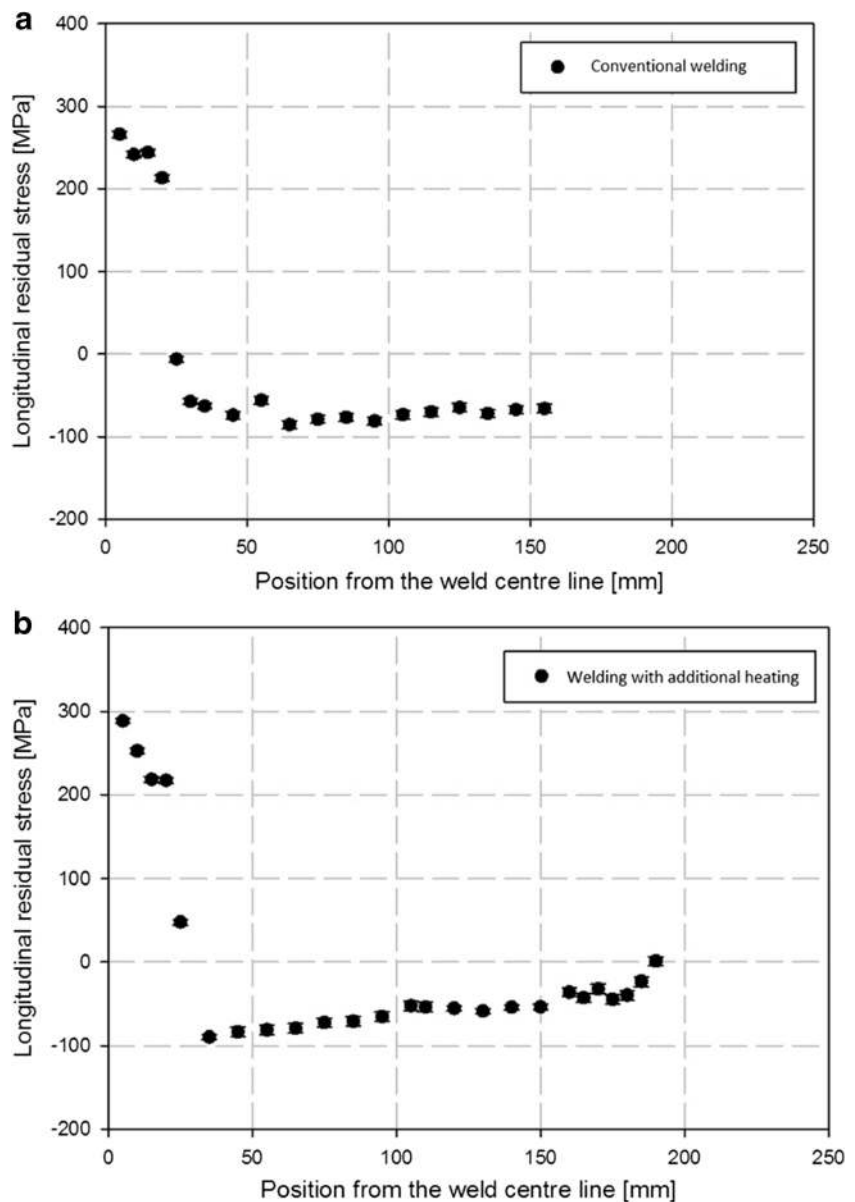 a
400
300
200
100
0
-100
-200
Longitudinal residual stress [MPa]
Conventional welding
0 50 100 150 200 250
Position from the weld centre line [mm]
b
400
300
200
100
0
-100
-200
Longitudinal residual stress [MPa]
Welding with additional heating
0 50 100 150 200 250
Position from the weld centre line [mm]